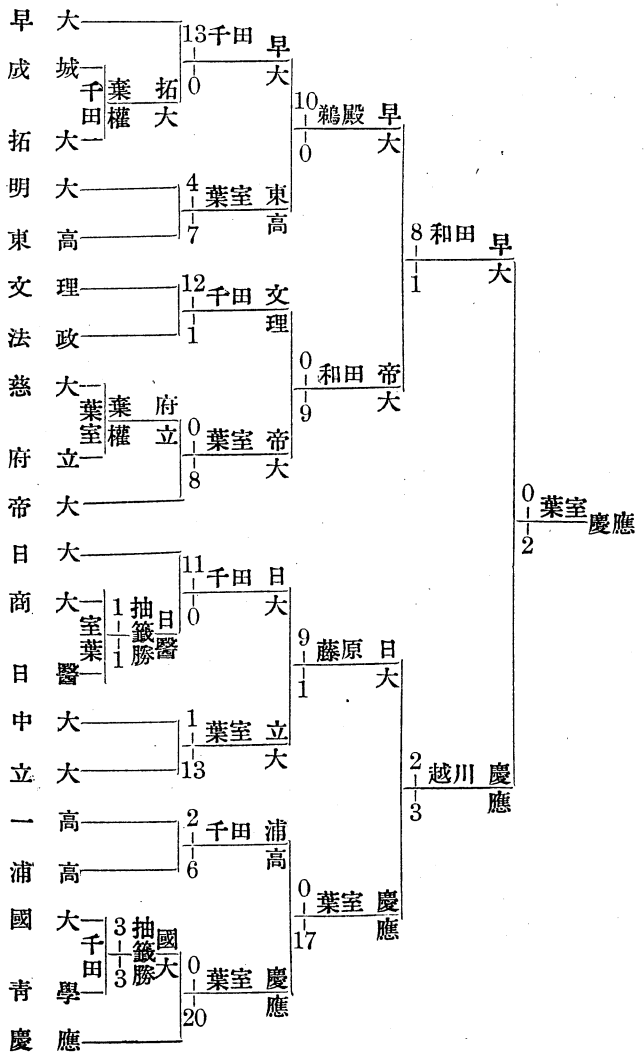 早大
成城
拓大
明大
東高
文理
法政
慈大
府立
帝大
日大
商大
日醫
中大
立大
一高
浦高
國大
靑學
慶應
千田
棄權
拓大
葉室
棄權
府立
室葉
1-1
抽籤勝
日醫
千田
3-3
抽籤勝
國大
13-0
千田
早大
4-7
葉室
東高
12-1
千田
文理
0-8
葉室
帝大
11-0
千田
日大
1-13
葉室
立大
2-6
千田
浦高
0-20
葉室
慶應
10-0
鵜殿
早大
0-9
和田
帝大
9-1
藤原
日大
0-17
葉室
慶應
8-1
和田
早大
2-3
越川
慶應
0-2
葉室
慶應